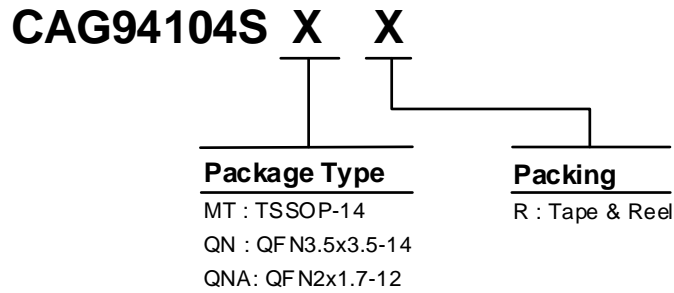 CAG94104S X X
Package Type
MT : TSSOP-14
QN : QFN3.5x3.5-14
QNA: QFN2x1.7-12
Packing
R : Tape & Reel